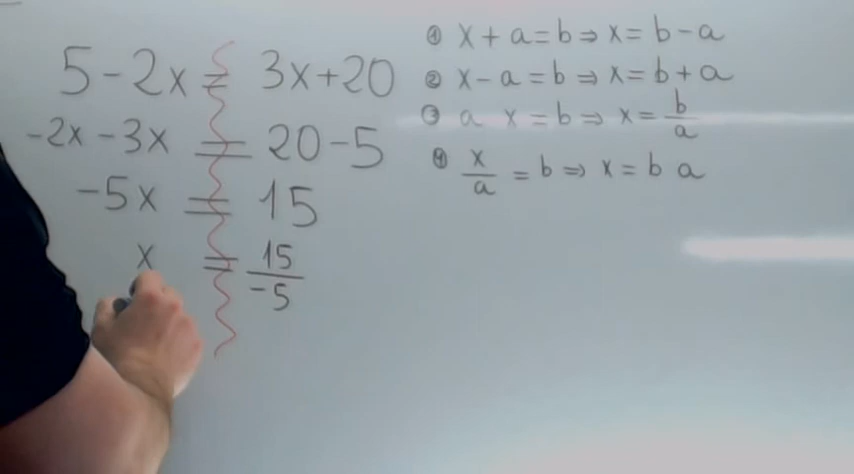 5-2x = 3x+20
-2x -3x = 20-5
-5x = 15
x = 15/-5
① x + a = b ⇒ x = b - a
② x - a = b ⇒ x = b + a
③ a x = b ⇒ x = b/a
④ x/a = b ⇒ x = b a